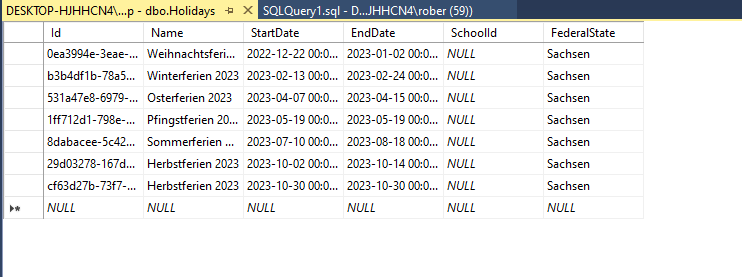 DESKTOP-HJHHCN4\...p - dbo.Holidays SQLQuery1.sql - D...JHHCN4\rober (59))
Id Name StartDate EndDate SchoolId FederalState
0ea3994e-3eae-... Weihnachtsferi... 2022-12-22 00:0... 2023-01-02 00:0... NULL Sachsen
b3b4df1b-78a5... Winterferien 2023 2023-02-13 00:0... 2023-02-24 00:0... NULL Sachsen
531a47e8-6979-... Osterferien 2023 2023-04-07 00:0... 2023-04-15 00:0... NULL Sachsen
1ff712d1-798e-... Pfingstferien 20... 2023-05-19 00:0... 2023-05-19 00:0... NULL Sachsen
8dabacee-5c42... Sommerferien ... 2023-07-10 00:0... 2023-08-18 00:0... NULL Sachsen
29d03278-167d... Herbstferien 2023 2023-10-02 00:0... 2023-10-14 00:0... NULL Sachsen
cf63d27b-73f7-... Herbstferien 2023 2023-10-30 00:0... 2023-10-30 00:0... NULL Sachsen
NULL NULL NULL NULL NULL NULL